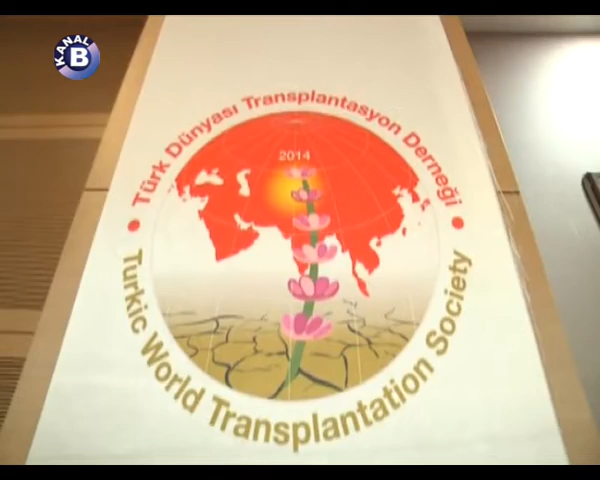 KANAL
B
Türk Dünyası Transplantasyon Derneği
2014
Turkic World Transplantation Society